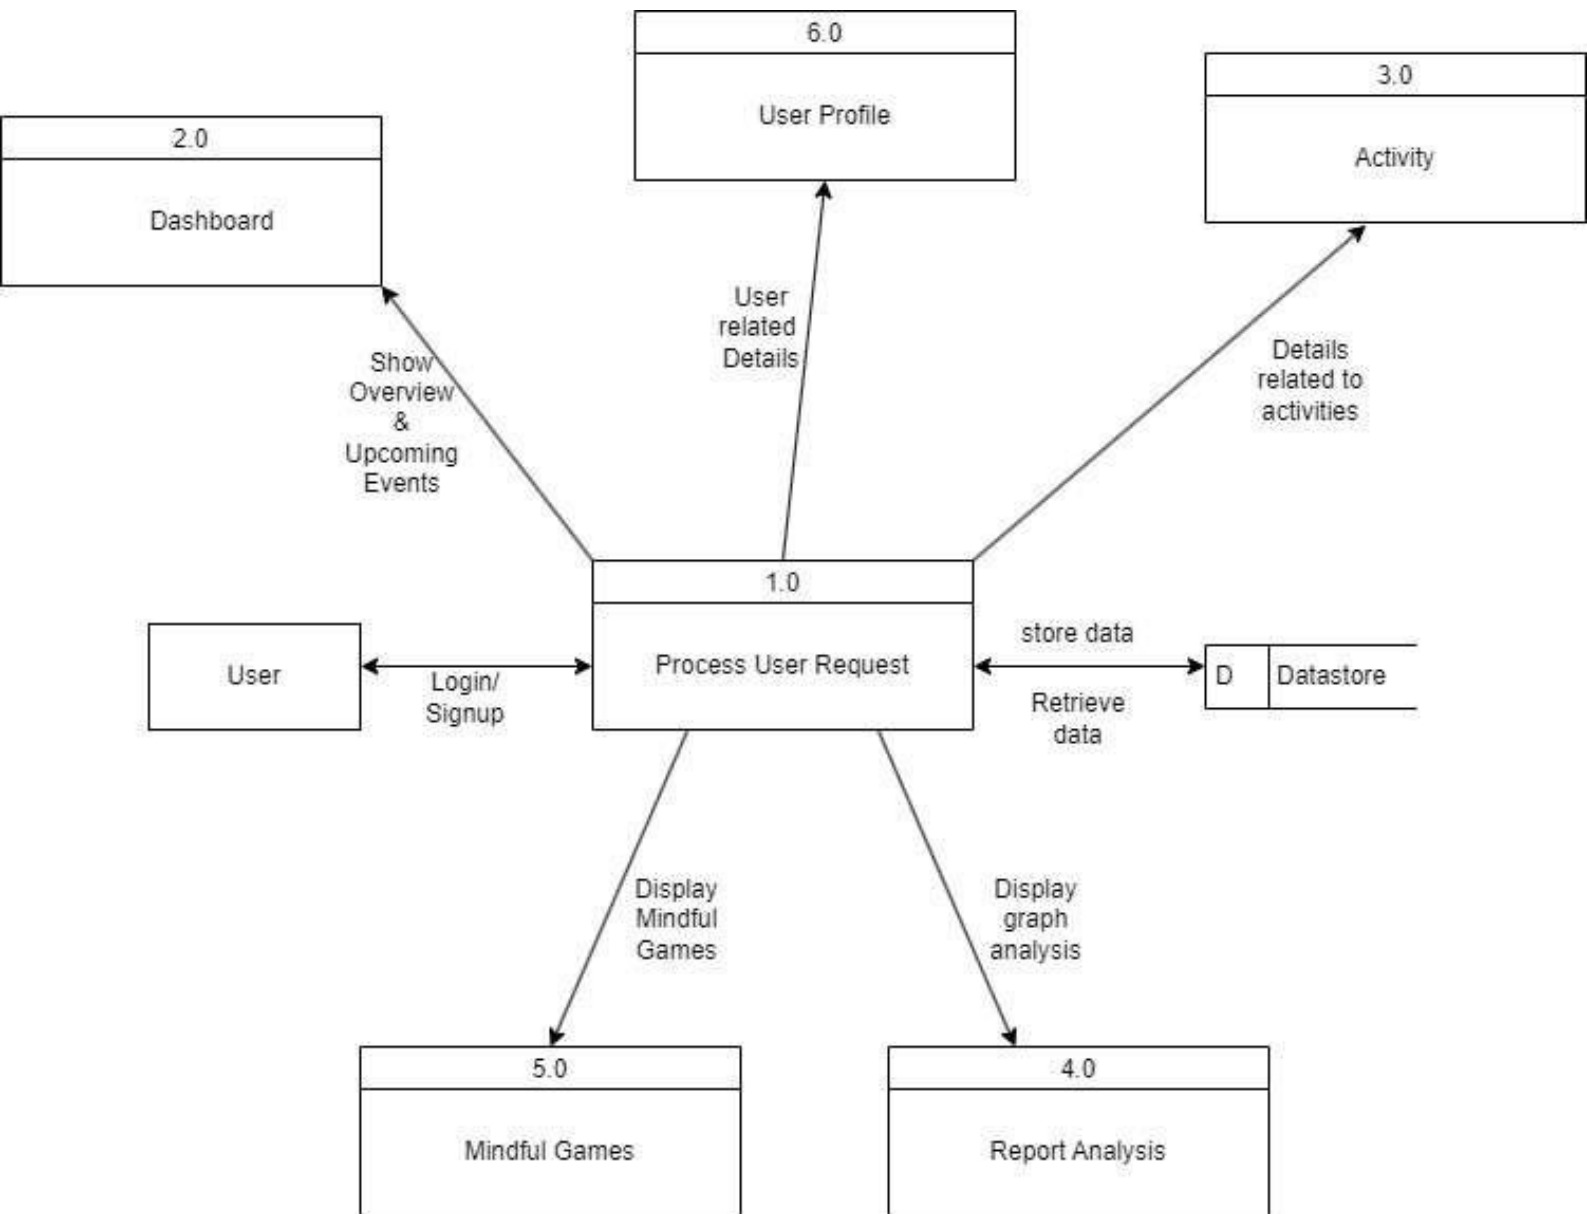 6.0
User Profile
3.0
Activity
2.0
Dashboard
User
related
Details
Show
Overview
&
Upcoming
Events
Details
related to
activities
1.0
Process User Request
User
Login/
Signup
store data
Retrieve
data
D
Datastore
Display
Mindful
Games
Display
graph
analysis
5.0
Mindful Games
4.0
Report Analysis